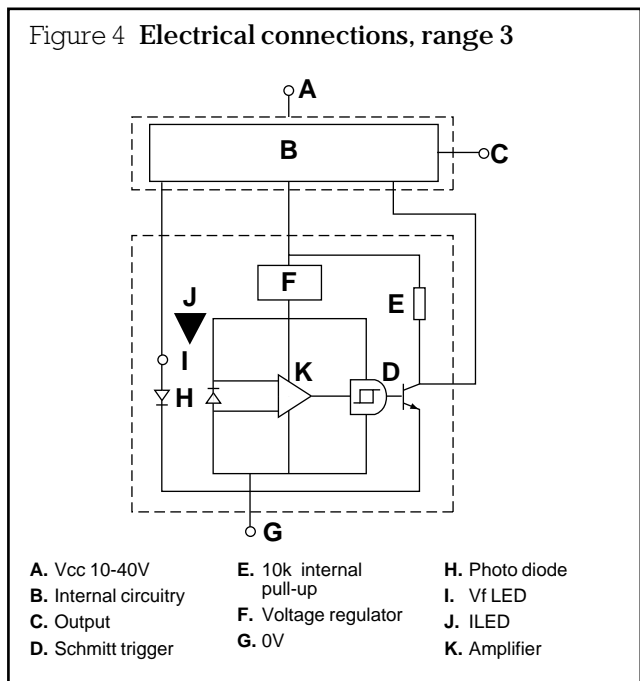 Figure 4 Electrical connections, range 3
A
B
C
F
E
J
I
K
D
H
G
A. Vcc 10-40V
B. Internal circuitry
C. Output
D. Schmitt trigger
E. 10k internal
pull-up
F. Voltage regulator
G. 0V
H. Photo diode
I. Vf LED
J. ILED
K. Amplifier